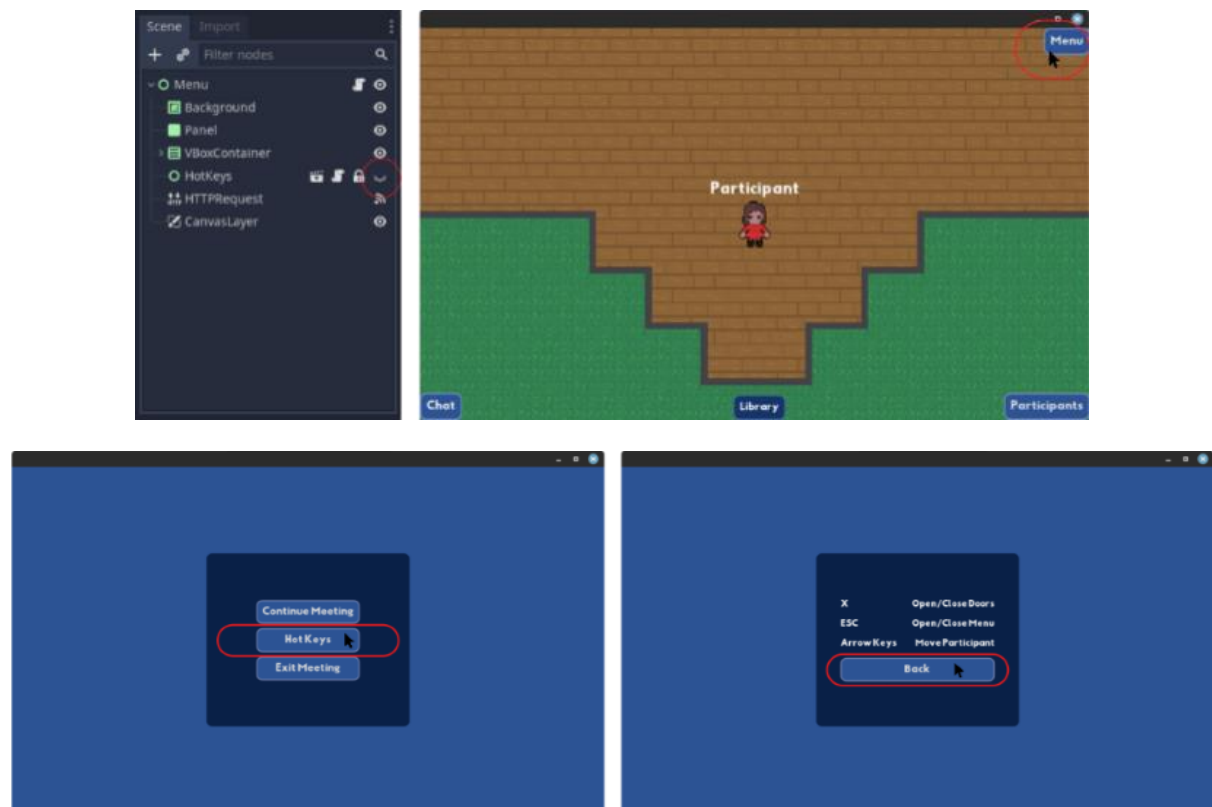 Scene Import
Filter nodes
Menu
Background
Panel
VBoxContainer
HotKeys
HTTPRequest
CanvasLayer
Menu
Participant
Chat
Library
Participants
Continue Meeting
Hot Keys
Exit Meeting
X Open/Close Doors
ESC Open/Close Menu
Arrow Keys Move Participant
Back